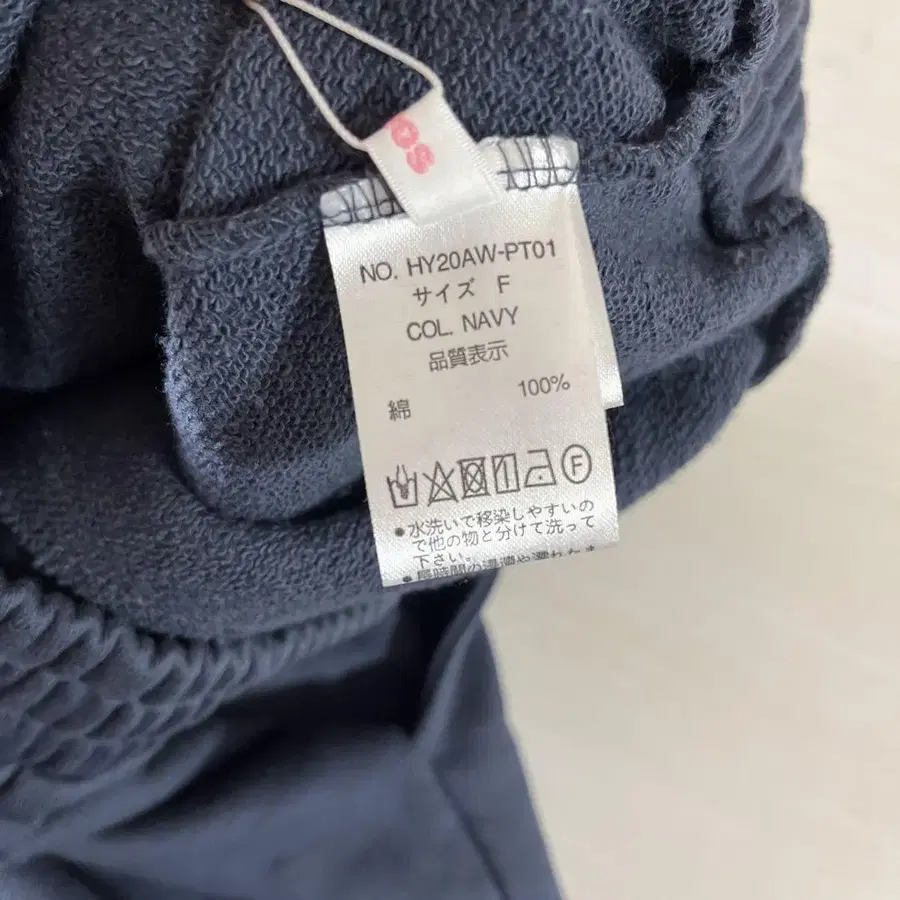 os
NO. HY20AW-PT01
サイズ F
COL. NAVY
品質表示
綿 100%
F
●水洗いで移染しやすいの
で他の物と分けて洗って
下さい。